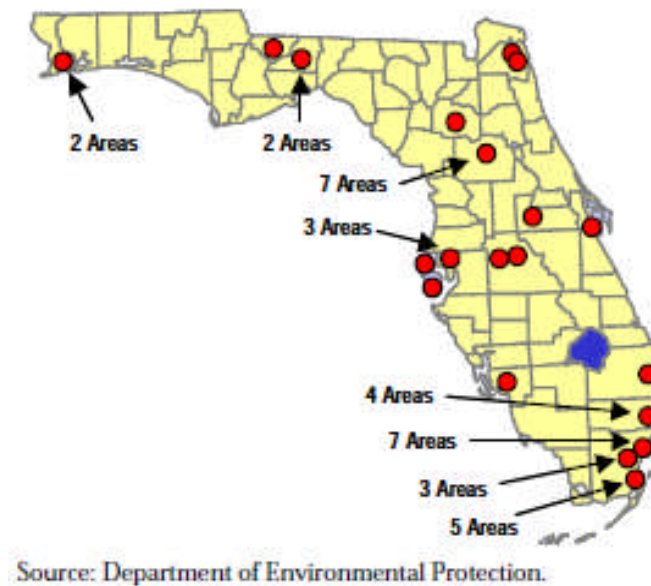 2 Areas
2 Areas
7 Areas
3 Areas
4 Areas
7 Areas
3 Areas
5 Areas
Source: Department of Environmental Protection.